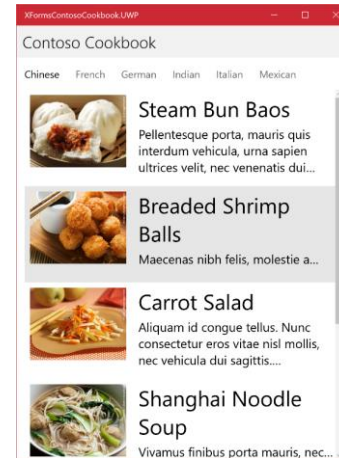 XFormsContosoCookbook.UWP
Contoso Cookbook
Chinese French German Indian Italian Mexican
Steam Bun Baos
Pellentesque porta, mauris quis
interdum vehicula, urna sapien
ultrices velit, nec venenatis dui...
Breaded Shrimp
Balls
Maecenas nibh felis, molestie a...
Carrot Salad
Aliquam id congue tellus. Nunc
consectetur eros vitae nisl mollis,
nec vehicula dui sagittis....
Shanghai Noodle
Soup
Vivamus finibus porta mauris, nec...